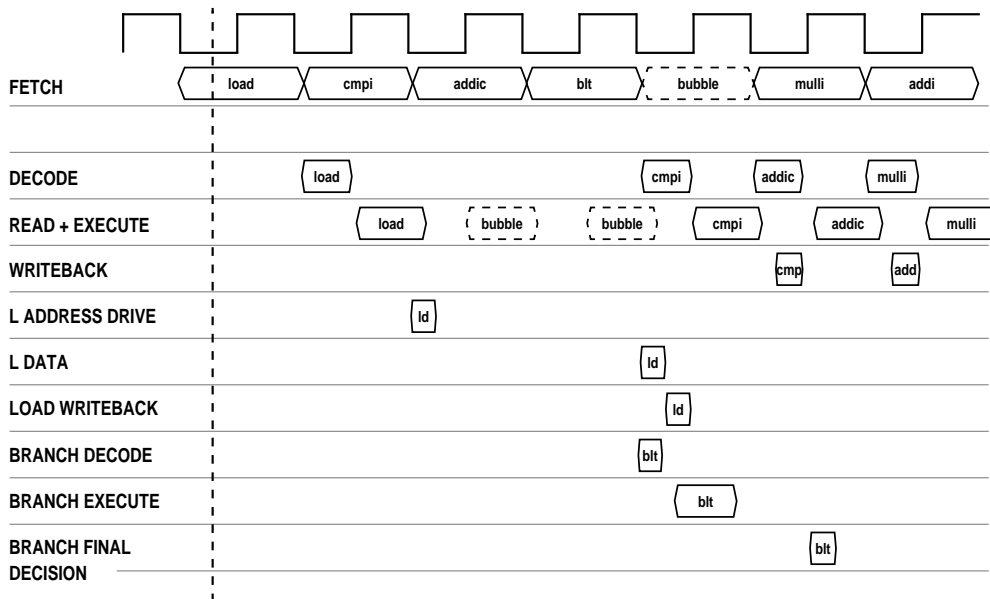 FETCH load cmpi addic blt bubble mulli addi
DECODE load cmpi addic mulli
READ + EXECUTE load bubble bubble cmpi addic mulli
WRITEBACK cmp add
L ADDRESS DRIVE ld
L DATA ld
LOAD WRITEBACK ld
BRANCH DECODE blt
BRANCH EXECUTE blt
BRANCH FINAL blt
DECISION